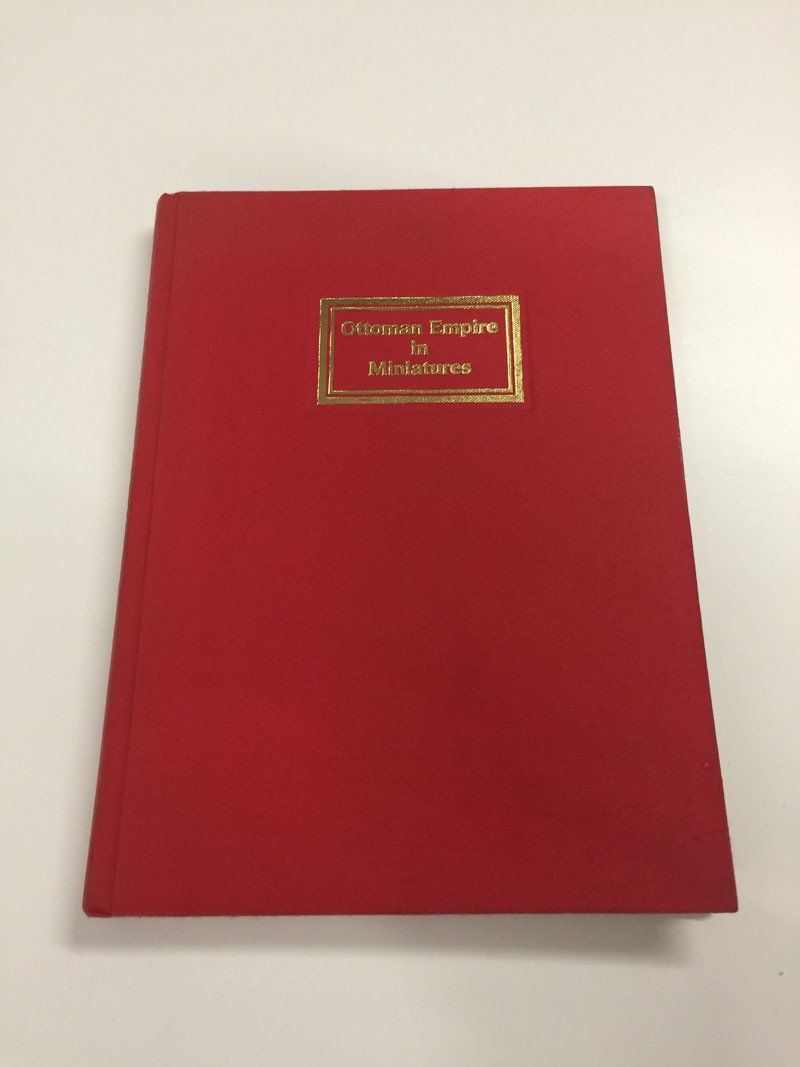 Ottoman Empire
in
Miniatures